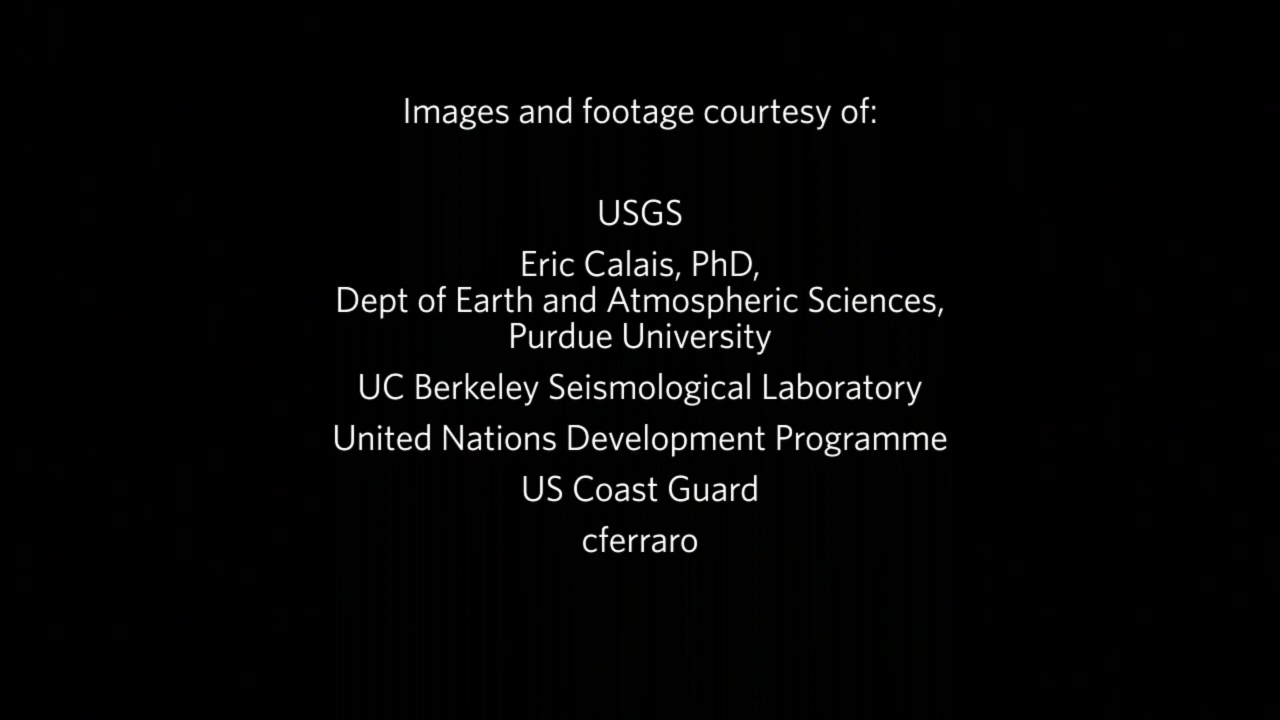 Images and footage courtesy of:
USGS
Eric Calais, PhD,
Dept of Earth and Atmospheric Sciences,
Purdue University
UC Berkeley Seismological Laboratory
United Nations Development Programme
US Coast Guard
cferraro